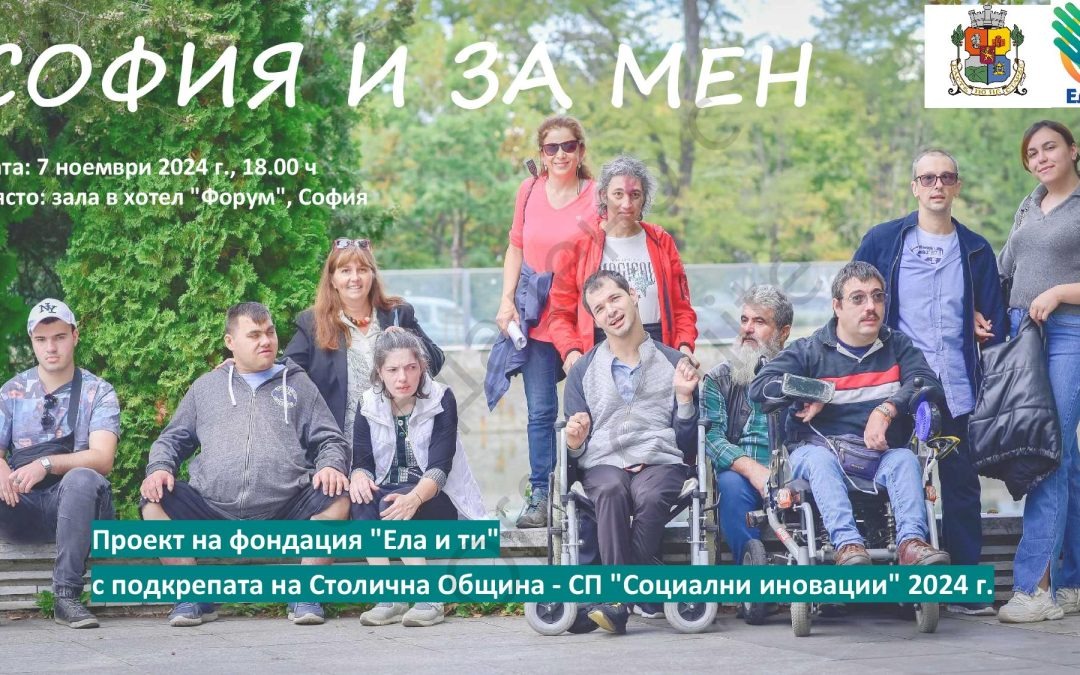 СОФИЯ И ЗА МЕН
ата: 7 ноември 2024 г., 18.00 ч
ясто: зала в хотел "Форум", София
NY
Проект на фондация "Ела и ти"
с подкрепата на Столична Община - СП "Социални иновации" 2024 г.